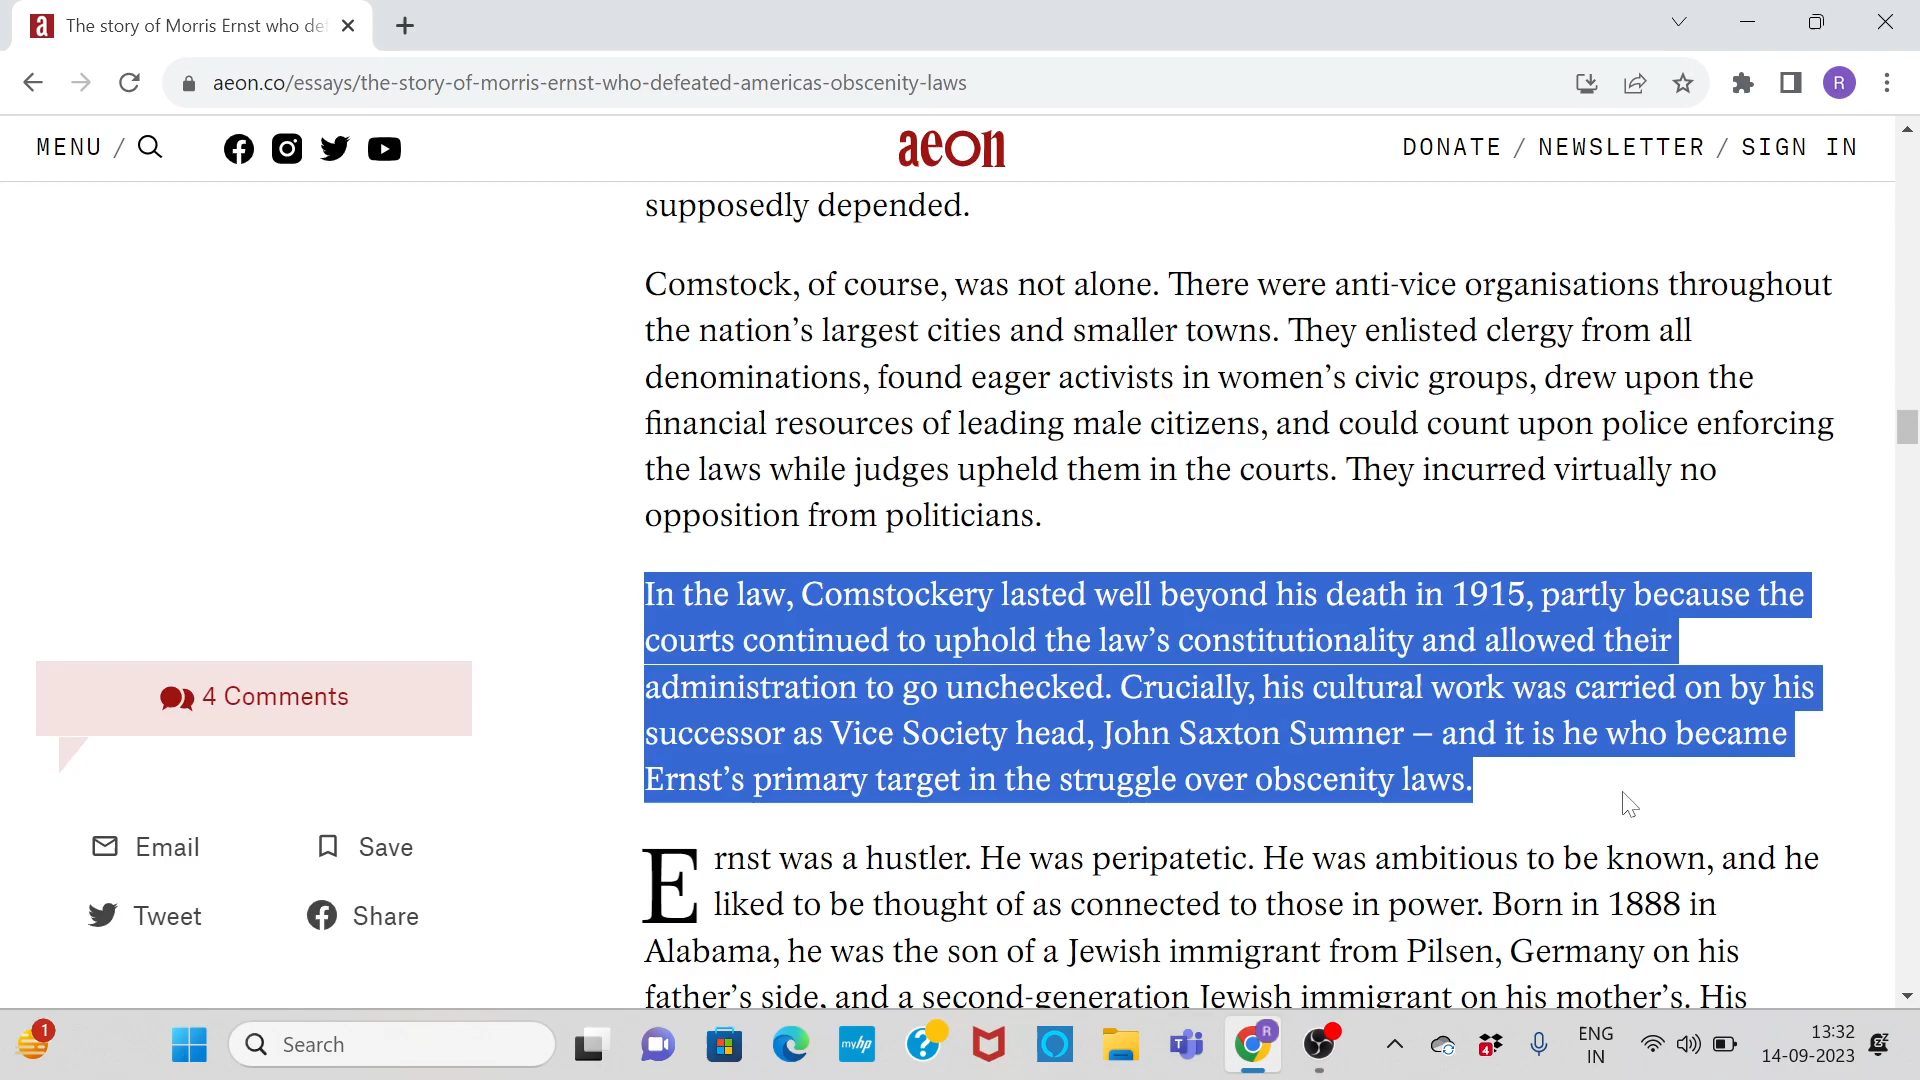 The story of Morris Ernst who de
aeon.co/essays/the-story-of-morris-ernst-who-defeated-americas-obscenity-laws
R
MENU /
aeon
DONATE / NEWSLETTER / SIGN IN
supposedly depended.
Comstock, of course, was not alone. There were anti-vice organisations throughout
the nation’s largest cities and smaller towns. They enlisted clergy from all
denominations, found eager activists in women’s civic groups, drew upon the
financial resources of leading male citizens, and could count upon police enforcing
the laws while judges upheld them in the courts. They incurred virtually no
opposition from politicians.
In the law, Comstockery lasted well beyond his death in 1915, partly because the
courts continued to uphold the law’s constitutionality and allowed their
administration to go unchecked. Crucially, his cultural work was carried on by his
successor as Vice Society head, John Saxton Sumner – and it is he who became
Ernst’s primary target in the struggle over obscenity laws.
4 Comments
Email Save
Tweet Share
Ernst was a hustler. He was peripatetic. He was ambitious to be known, and he
liked to be thought of as connected to those in power. Born in 1888 in
Alabama, he was the son of a Jewish immigrant from Pilsen, Germany on his
father’s side, and a second-generation Jewish immigrant on his mother’s. His
1
Search
myhp
R
4
ENG
IN
13:32
14-09-2023